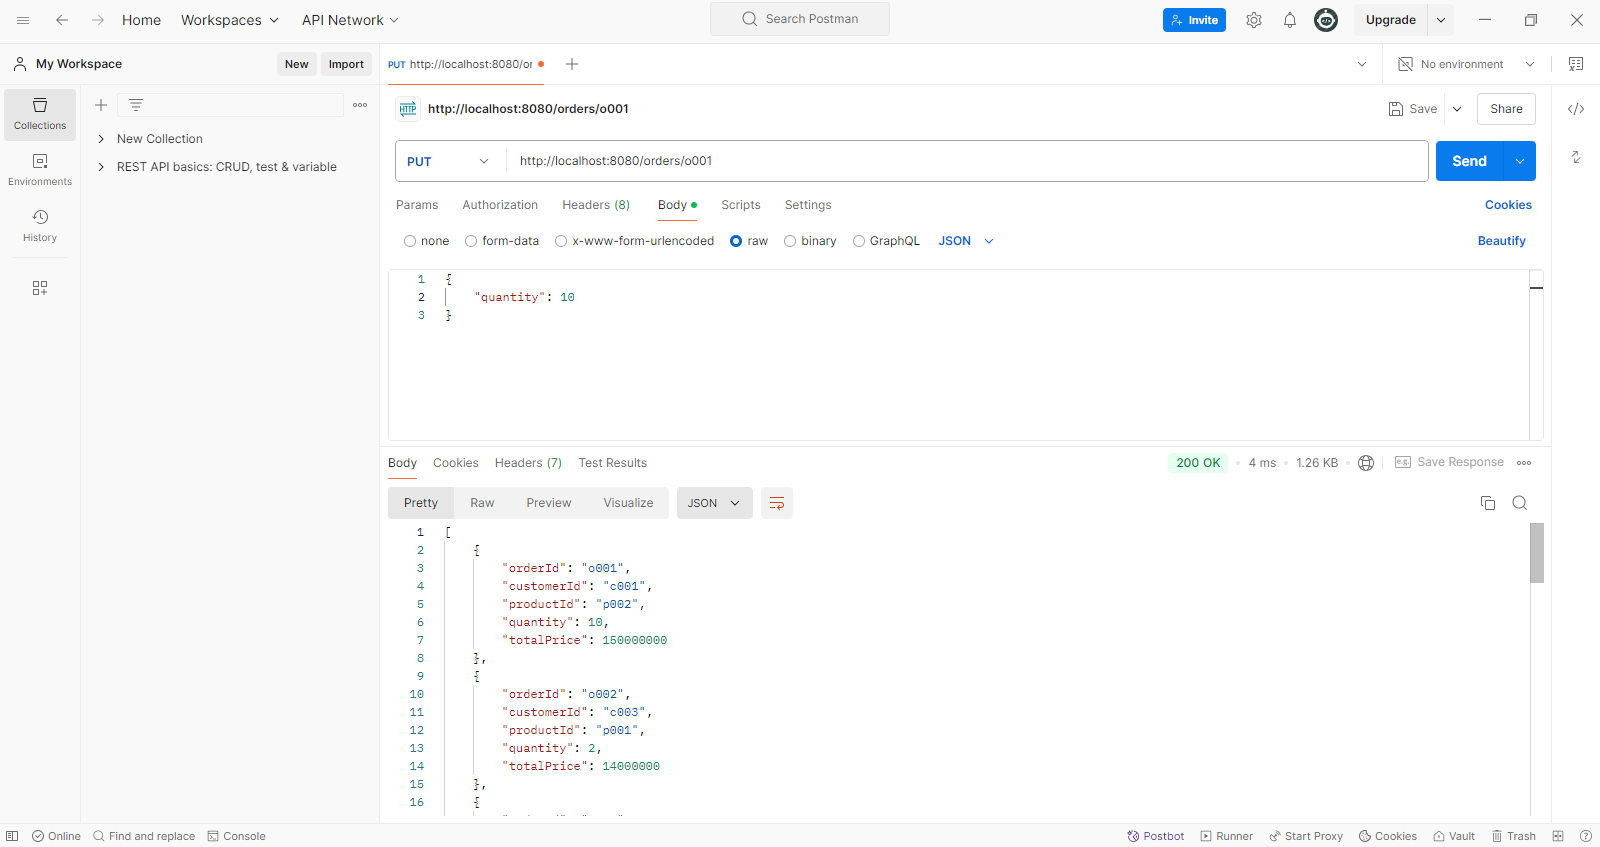 Home Workspaces API Network Search Postman Invite Upgrade
My Workspace New Import PUT http://localhost:8080/or No environment
Collections
Environments
History
New Collection
REST API basics: CRUD, test & variable
HTTP http://localhost:8080/orders/o001 Save Share
PUT http://localhost:8080/orders/o001 Send
Params Authorization Headers (8) Body Scripts Settings Cookies
none form-data x-www-form-urlencoded raw binary GraphQL JSON Beautify
1 {
2 "quantity": 10
3 }
Body Cookies Headers (7) Test Results 200 OK 4 ms 1.26 KB e.g. Save Response
Pretty Raw Preview Visualize JSON
1 [
2 {
3 "orderId": "o001",
4 "customerId": "c001",
5 "productId": "p002",
6 "quantity": 10,
7 "totalPrice": 150000000
8 },
9 {
10 "orderId": "o002",
11 "customerId": "c003",
12 "productId": "p001",
13 "quantity": 2,
14 "totalPrice": 14000000
15 },
16 {
Online Find and replace Console Postbot Runner Start Proxy Cookies Vault Trash